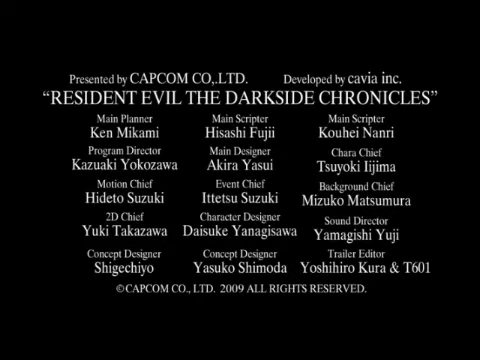 Presented by CAPCOM CO,.LTD. Developed by cavia inc.
“RESIDENT EVIL THE DARKSIDE CHRONICLES”
Main Planner Main Scripter Main Scripter
Ken Mikami Hisashi Fujii Kouhei Nanri
Program Director Main Designer Chara Chief
Kazuaki Yokozawa Akira Yasui Tsuyoki Iijima
Motion Chief Event Chief Background Chief
Hideto Suzuki Ittetsu Suzuki Mizuko Matsumura
2D Chief Character Designer Sound Director
Yuki Takazawa Daisuke Yanagisawa Yamagishi Yuji
Concept Designer Concept Designer Trailer Editor
Shigechiyo Yasuko Shimoda Yoshihiro Kura & T601
©CAPCOM CO., LTD. 2009 ALL RIGHTS RESERVED.